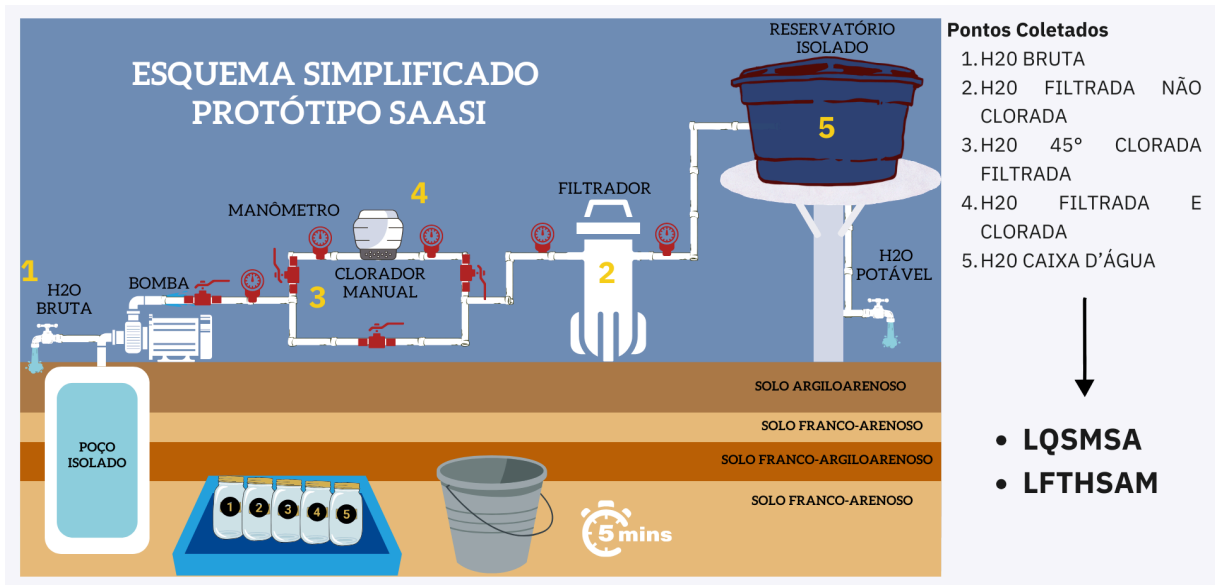 ESQUEMA SIMPLIFICADO
PROTÓTIPO SAASI
RESERVATÓRIO
ISOLADO
5
FILTRADOR
4
MANÔMETRO
1
H2O
BRUTA
BOMBA
CLORADOR
MANUAL
3
2
H2O
POTÁVEL
POÇO
ISOLADO
SOLO ARGILOARENOSO
SOLO FRANCO-ARENOSO
SOLO FRANCO-ARGILOARENOSO
SOLO FRANCO-ARENOSO
1 2 3 4 5
5 mins
Pontos Coletados
1. H20 BRUTA
2. H20 FILTRADA NÃO
CLORADA
3. H20 45° CLORADA
FILTRADA
4. H20 FILTRADA E
CLORADA
5. H20 CAIXA D’ÁGUA
• LQSMSA
• LFTHSAM